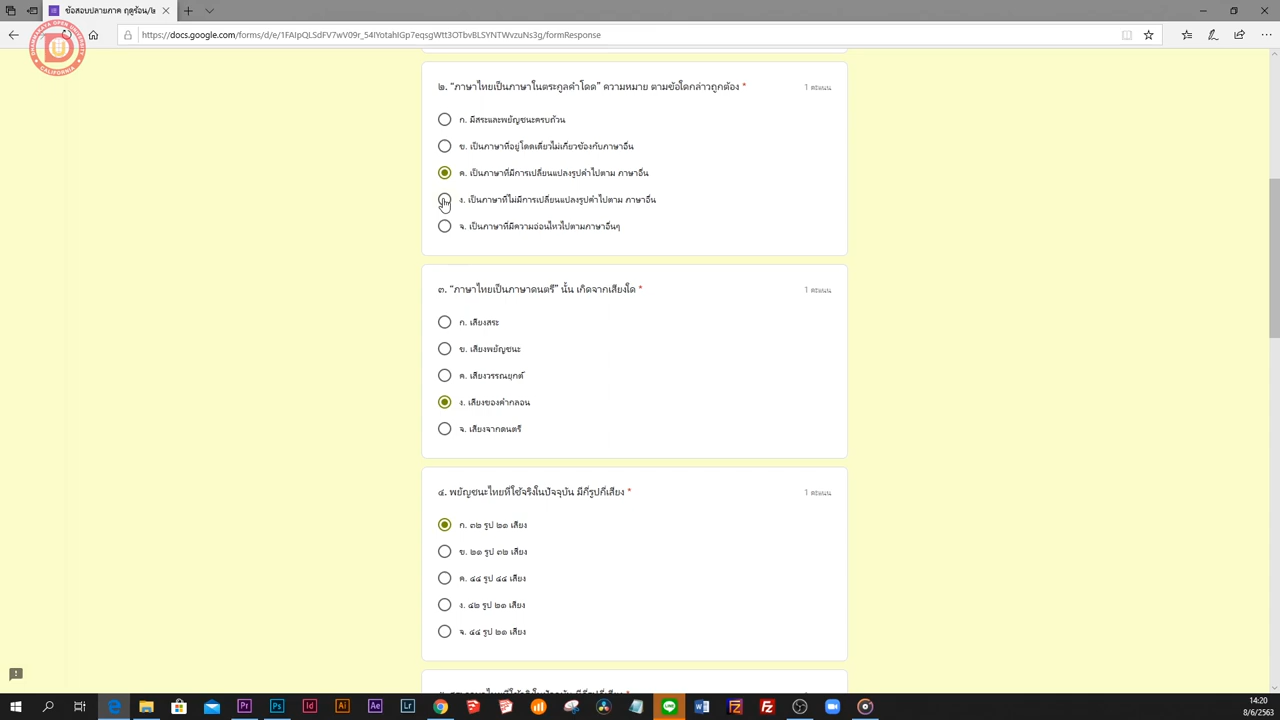 ข้อสอบปลายภาค ฤดูร้อน/๒
https://docs.google.com/forms/d/e/1FAIpQLSdFV7wV09r_54IYotahIGp7eqsgWtt3OTbvBLSYNTWvzuNs3g/formResponse
DHAMMAKAYA OPEN UNIVERSITY
CALIFORNIA
๒. “ภาษาไทยเป็นภาษาในตระกูลคำโดด” ความหมาย ตามข้อใดกล่าวถูกต้อง *
1 คะแนน
ก. มีสระและพยัญชนะครบถ้วน
ข. เป็นภาษาที่อยู่โดดเดี่ยวไม่เกี่ยวข้องกับภาษาอื่น
ค. เป็นภาษาที่มีการเปลี่ยนแปลงรูปคำไปตาม ภาษาอื่น
ง. เป็นภาษาที่ไม่มีการเปลี่ยนแปลงรูปคำไปตาม ภาษาอื่น
จ. เป็นภาษาที่มีความอ่อนไหวไปตามภาษาอื่นๆ
๓. “ภาษาไทยเป็นภาษาดนตรี” นั้น เกิดจากเสียงใด *
1 คะแนน
ก. เสียงสระ
ข. เสียงพยัญชนะ
ค. เสียงวรรณยุกต์
ง. เสียงของคำกลอน
จ. เสียงจากดนตรี
๔. พยัญชนะไทยที่ใช้จริงในปัจจุบัน มีกี่รูปกี่เสียง *
1 คะแนน
ก. ๓๒ รูป ๒๑ เสียง
ข. ๒๑ รูป ๓๒ เสียง
ค. ๔๔ รูป ๔๔ เสียง
ง. ๔๒ รูป ๒๑ เสียง
จ. ๔๔ รูป ๒๑ เสียง
14:20
8/6/2563